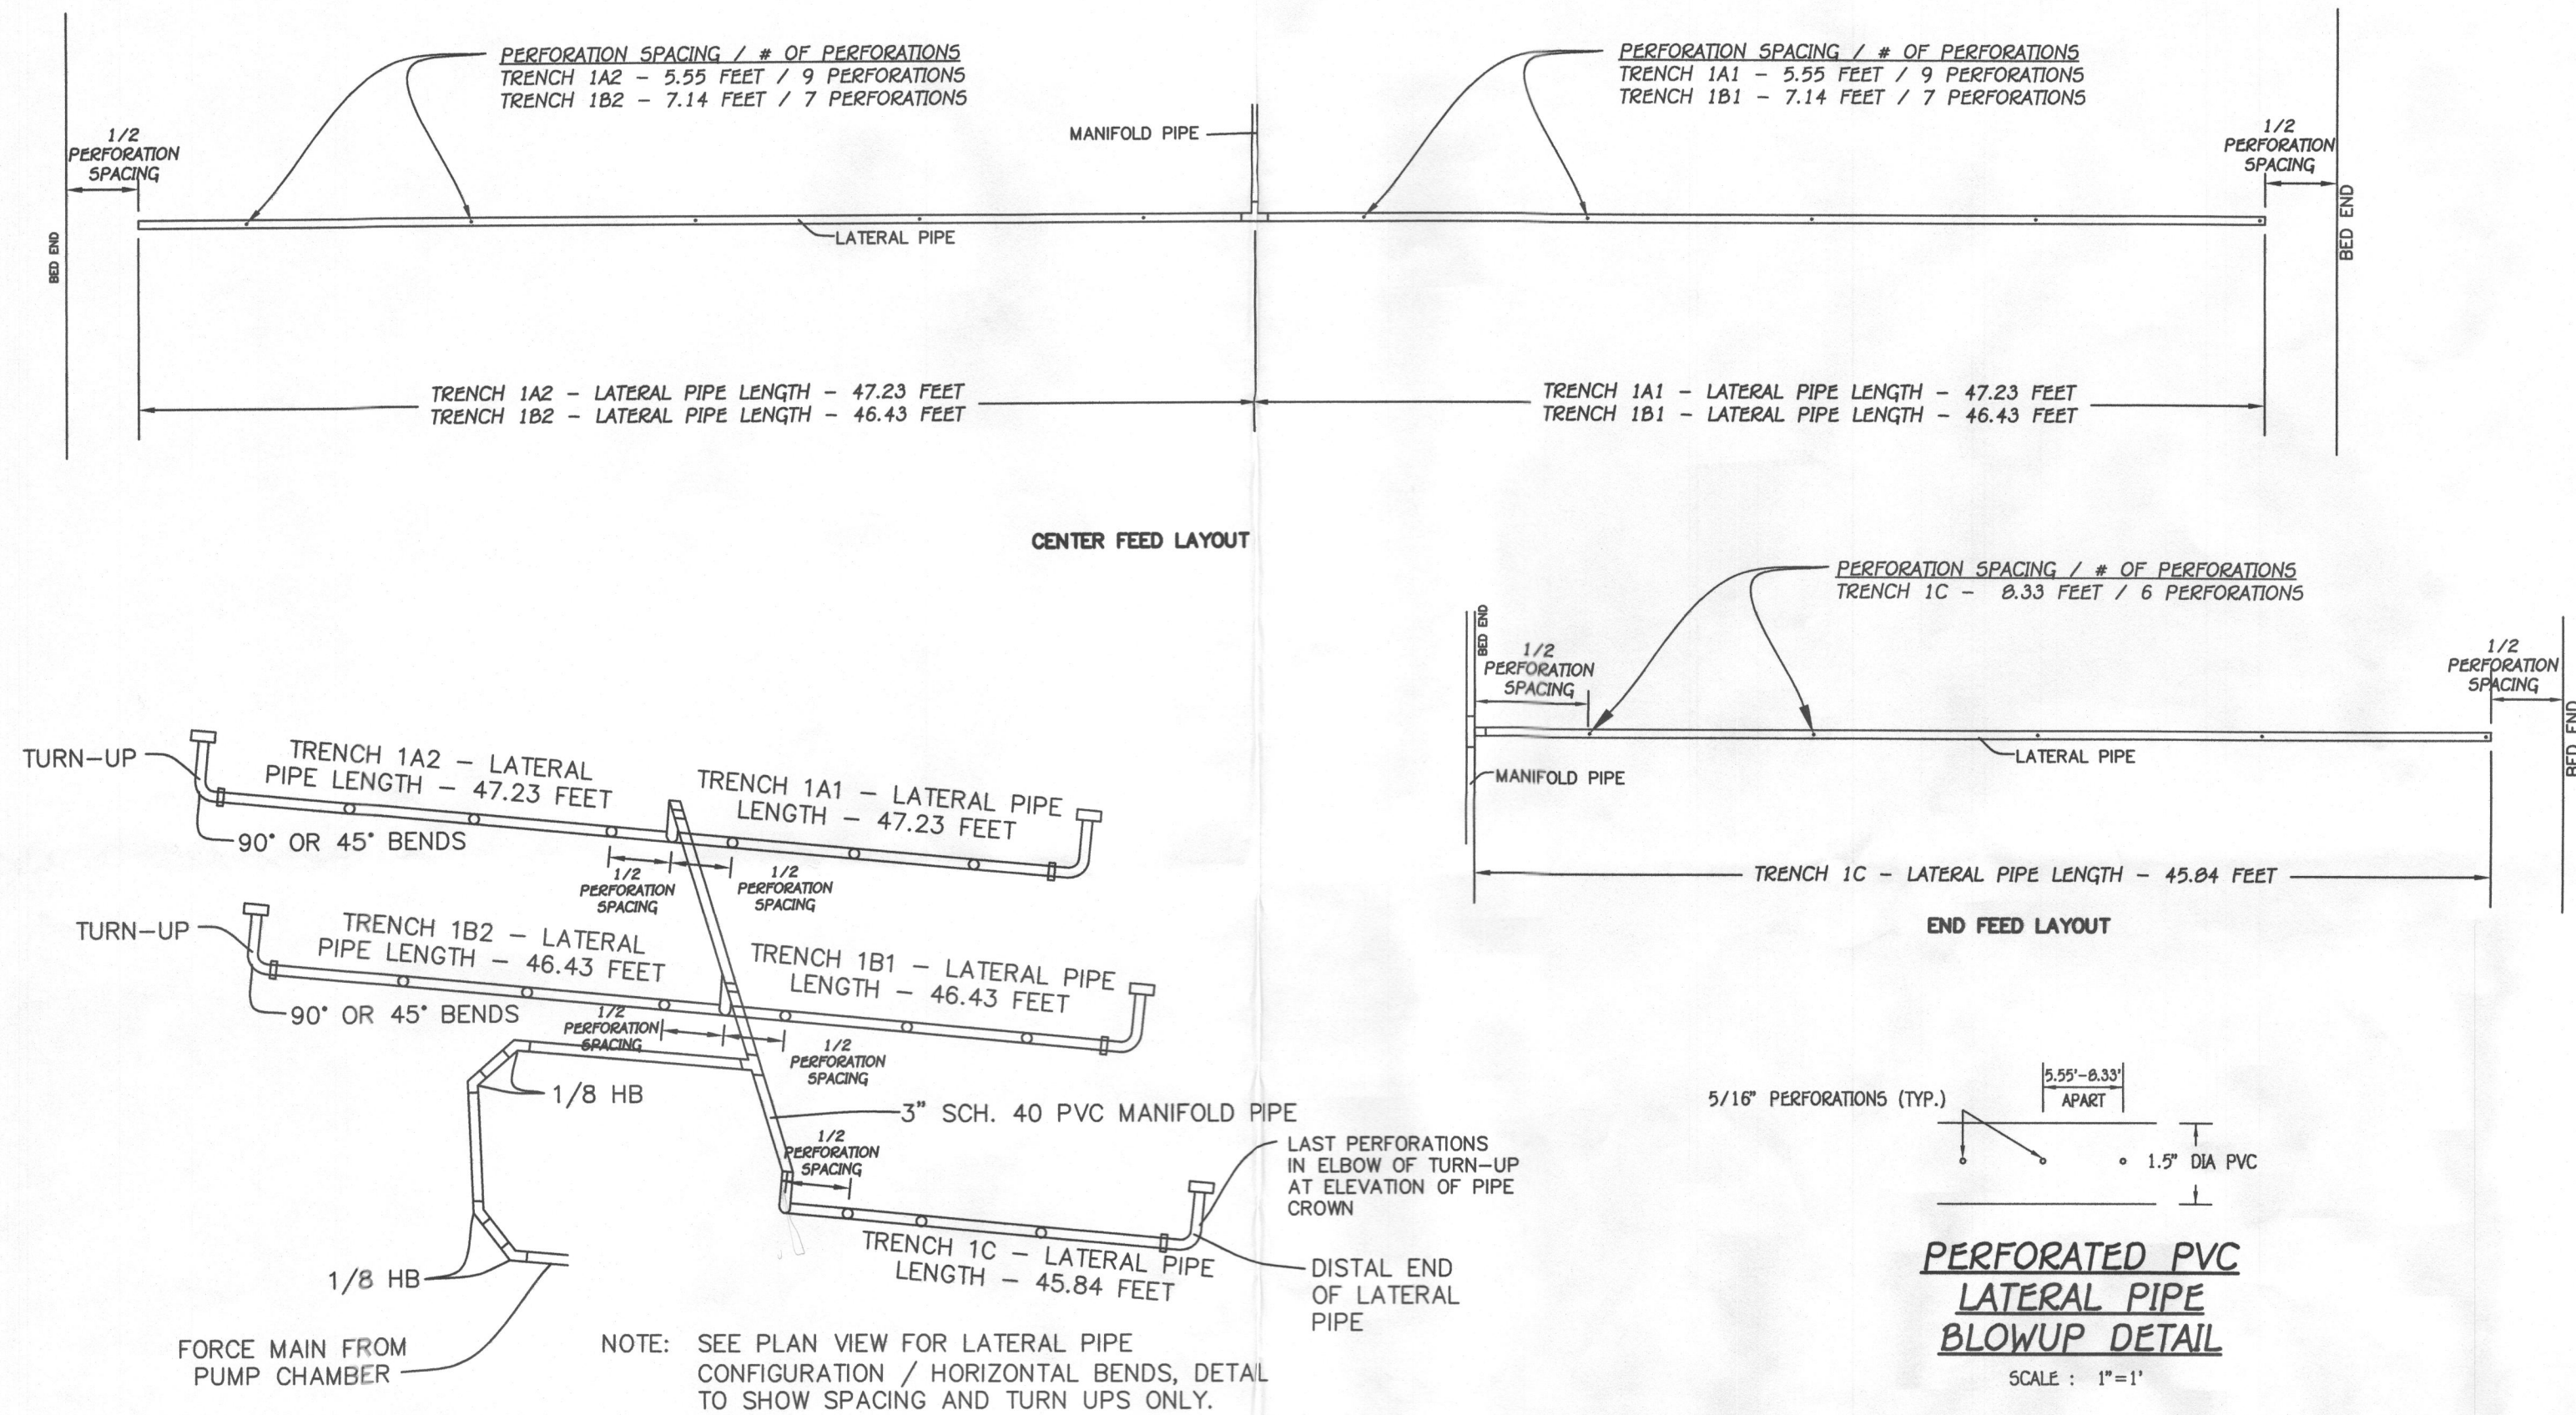 PERFORATION SPACING / # OF PERFORATIONS
TRENCH 1A2 – 5.55 FEET / 9 PERFORATIONS
TRENCH 1B2 – 7.14 FEET / 7 PERFORATIONS
PERFORATION SPACING / # OF PERFORATIONS
TRENCH 1A1 – 5.55 FEET / 9 PERFORATIONS
TRENCH 1B1 – 7.14 FEET / 7 PERFORATIONS
1/2
PERFORATION
SPACING
MANIFOLD PIPE
1/2
PERFORATION
SPACING
BED END
LATERAL PIPE
BED END
TRENCH 1A2 – LATERAL PIPE LENGTH – 47.23 FEET
TRENCH 1B2 – LATERAL PIPE LENGTH – 46.43 FEET
TRENCH 1A1 – LATERAL PIPE LENGTH – 47.23 FEET
TRENCH 1B1 – LATERAL PIPE LENGTH – 46.43 FEET
CENTER FEED LAYOUT
PERFORATION SPACING / # OF PERFORATIONS
TRENCH 1C – 8.33 FEET / 6 PERFORATIONS
BED END
1/2
PERFORATION
SPACING
1/2
PERFORATION
SPACING
BED END
LATERAL PIPE
MANIFOLD PIPE
TRENCH 1C – LATERAL PIPE LENGTH – 45.84 FEET
END FEED LAYOUT
TURN–UP
TRENCH 1A2 – LATERAL
PIPE LENGTH – 47.23 FEET
TRENCH 1A1 – LATERAL PIPE
LENGTH – 47.23 FEET
90° OR 45° BENDS
1/2
PERFORATION
SPACING
1/2
PERFORATION
SPACING
TURN–UP
TRENCH 1B2 – LATERAL
PIPE LENGTH – 46.43 FEET
TRENCH 1B1 – LATERAL PIPE
LENGTH – 46.43 FEET
90° OR 45° BENDS
1/2
PERFORATION
SPACING
1/2
PERFORATION
SPACING
1/8 HB
3" SCH. 40 PVC MANIFOLD PIPE
1/2
PERFORATION
SPACING
LAST PERFORATIONS
IN ELBOW OF TURN–UP
AT ELEVATION OF PIPE
CROWN
TRENCH 1C – LATERAL PIPE
LENGTH – 45.84 FEET
DISTAL END
OF LATERAL
PIPE
1/8 HB
FORCE MAIN FROM
PUMP CHAMBER
NOTE: SEE PLAN VIEW FOR LATERAL PIPE
CONFIGURATION / HORIZONTAL BENDS, DETAL
TO SHOW SPACING AND TURN UPS ONLY.
5.55'–8.33'
APART
5/16" PERFORATIONS (TYP.)
1.5" DIA PVC
PERFORATED PVC
LATERAL PIPE
BLOWUP DETAIL
SCALE : 1"=1'